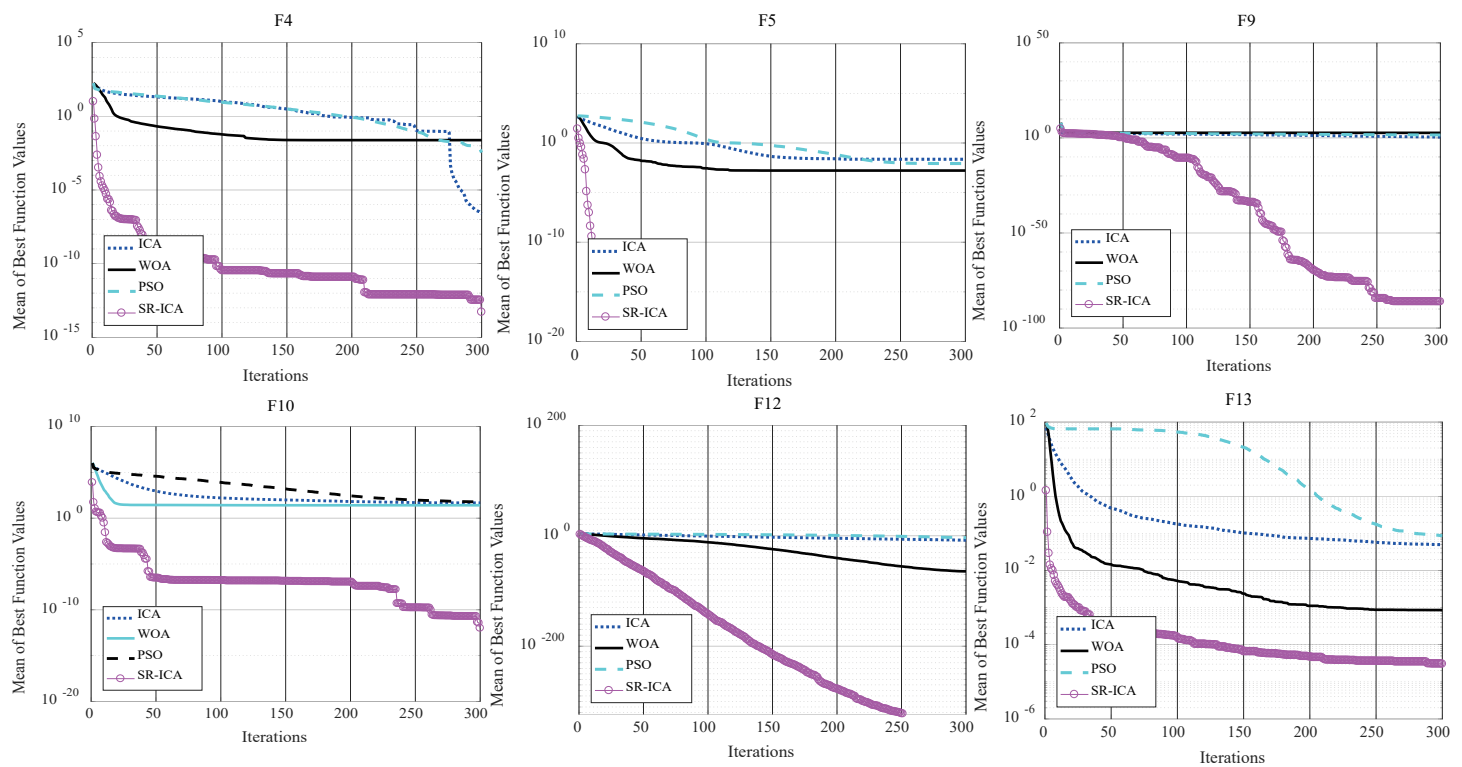 F4
Mean of Best Function Values
10 5
10 0
10 -5
10 -10
10 -15
ICA
WOA
PSO
SR-ICA
0 50 100 150 200 250 300
Iterations
F5
Mean of Best Function Values
10 10
10 0
10 -10
10 -20
ICA
WOA
PSO
SR-ICA
0 50 100 150 200 250 300
Iterations
F9
Mean of Best Function Values
10 50
10 0
10 -50
10 -100
ICA
WOA
PSO
SR-ICA
0 50 100 150 200 250 300
Iterations
F10
Mean of Best Function Values
10 10
10 0
10 -10
10 -20
ICA
WOA
PSO
SR-ICA
0 50 100 150 200 250 300
Iterations
F12
Mean of Best Function Values
10 200
10 0
10 -200
ICA
WOA
PSO
SR-ICA
0 50 100 150 200 250 300
Iterations
F13
Mean of Best Function Values
10 2
10 0
10 -2
10 -4
10 -6
ICA
WOA
PSO
SR-ICA
0 50 100 150 200 250 300
Iterations